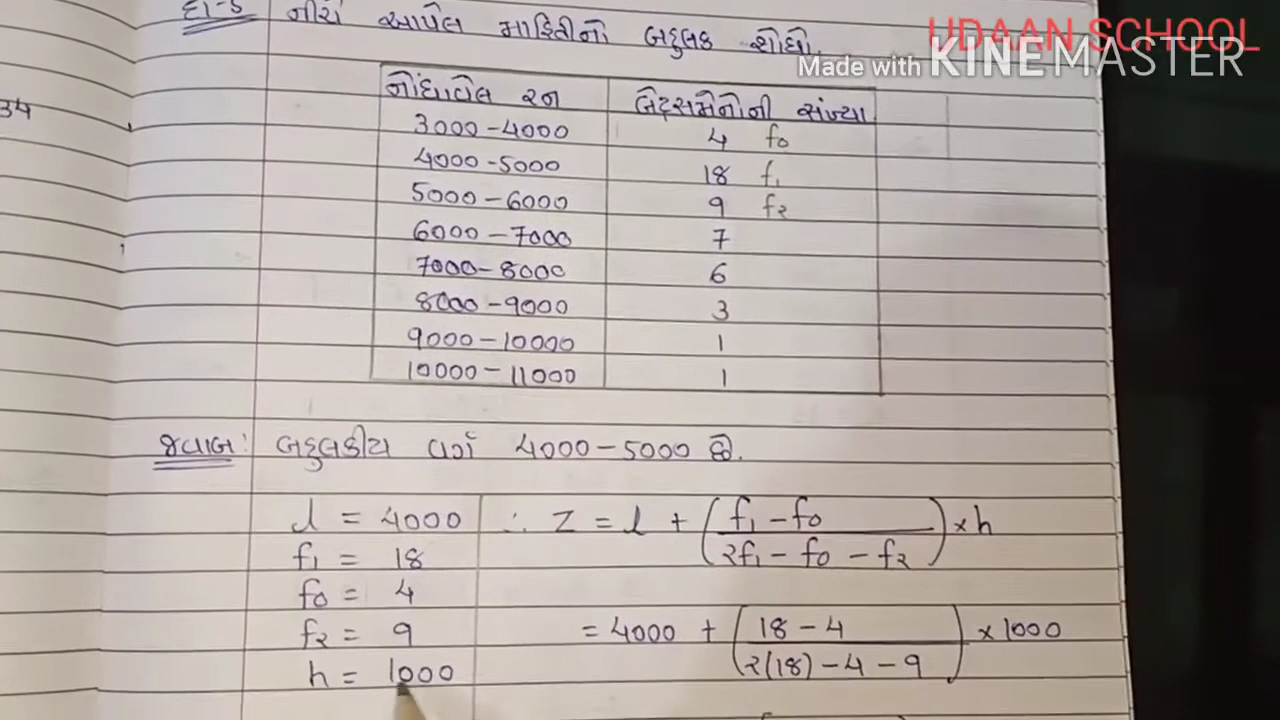 દા-5 નીચે આપેલ માહિતીનો બહુલક શોધો.
UDAAN SCHOOL
Made with KINEMASTER
34
નોંધાયેલ રન બેટ્સમેનોની સંખ્યા
3000-4000 4 f0
4000-5000 18 f1
5000-6000 9 f2
6000-7000 7
7000-8000 6
8000-9000 3
9000-10000 1
10000-11000 1
જવાબ: બહુલકીય વર્ગ 4000-5000 છે.
l = 4000 ∴ Z = l + (f1 - f0 / 2f1 - f0 - f2) × h
f1 = 18
f0 = 4
f2 = 9 = 4000 + (18 - 4 / 2(18) - 4 - 9) × 1000
h = 1000